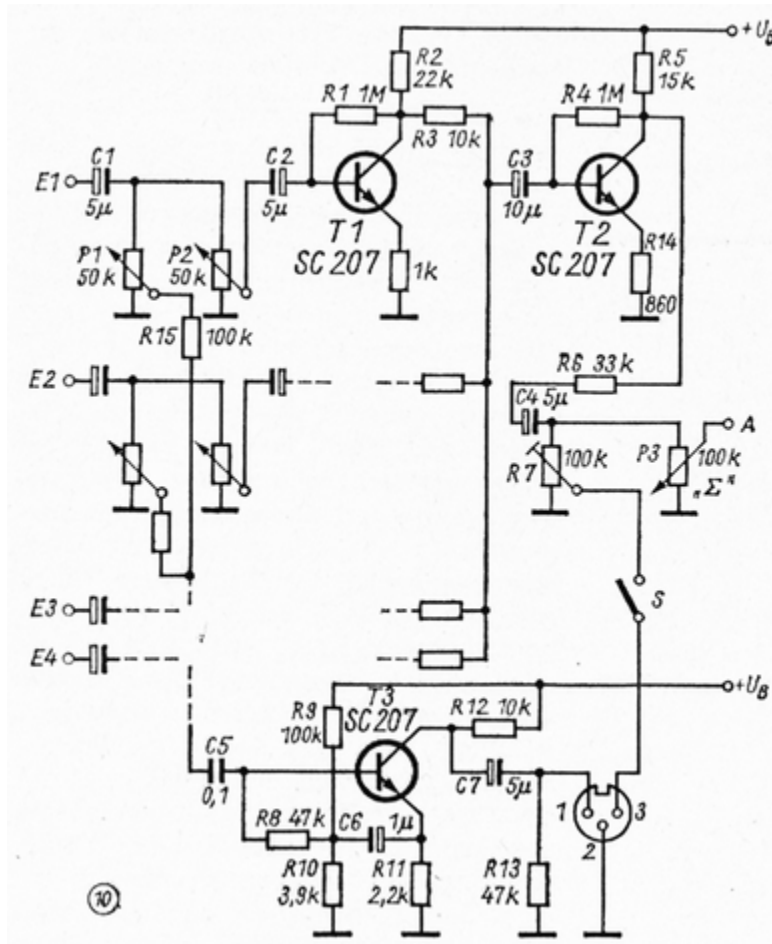 +U_B
R2
22k
R5
15k
R1 1M
R4 1M
R3 10k
C1
C2
C3
E1
5µ
5µ
10µ
T1
SC 207
T2
SC 207
R14
860
P1
50k
P2
50k
1k
R15
100k
E2
R6 33k
C4 5µ
A
R7
100k
P3
100k
„Σ"
E3
S
E4
+U_B
T3
SC 207
R9
100k
R12 10k
C5
0,1
C7
5µ
1
3
2
R8 47k
C6
1µ
R10
3,9k
R11
2,2k
R13
47k
10